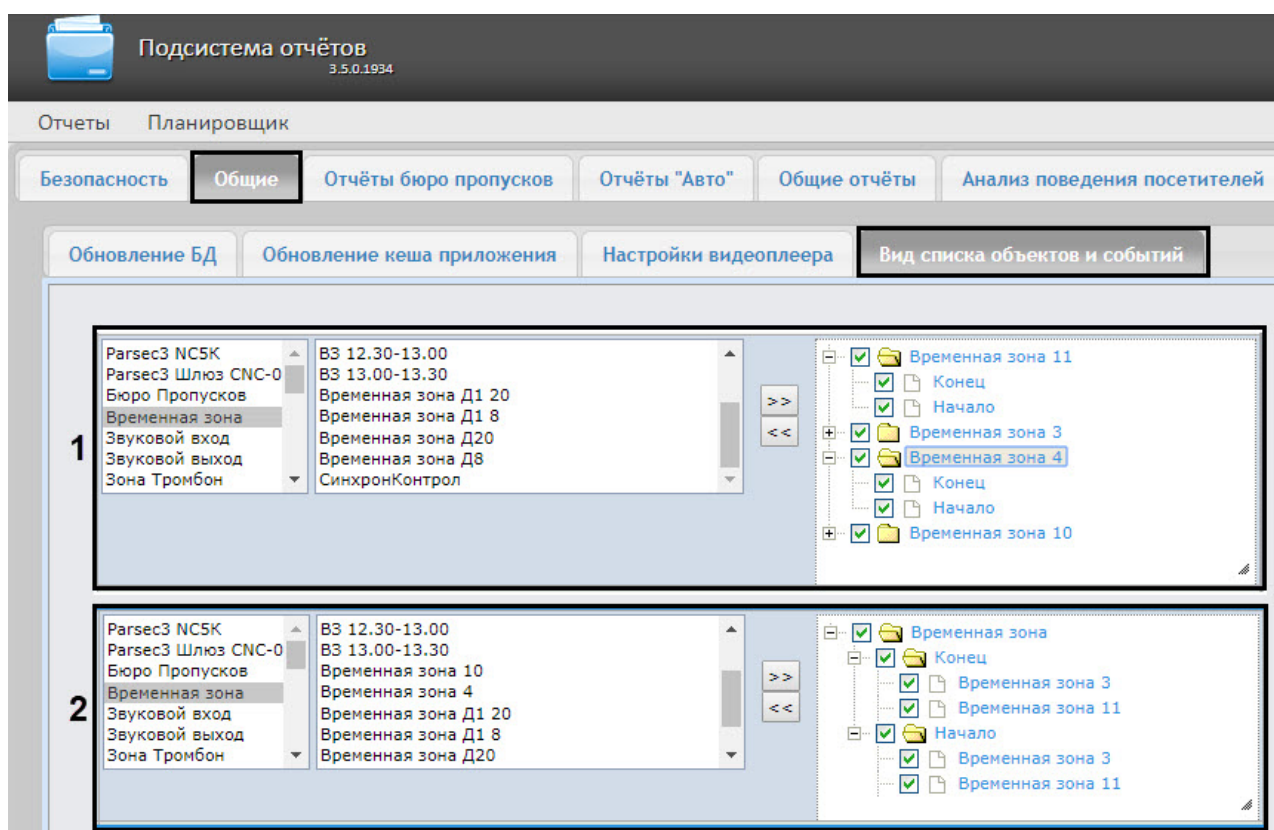 Подсистема отчётов
3.5.0.1934
Отчеты Планировщик
Безопасность Общие Отчёты бюро пропусков Отчёты "Авто" Общие отчёты Анализ поведения посетителей
Обновление БД Обновление кеша приложения Настройки видеоплеера Вид списка объектов и событий
1
Parsec3 NC5K
Parsec3 Шлюз CNC-0
Бюро Пропусков
Временная зона
Звуковой вход
Звуковой выход
Зона Тромбон
ВЗ 12.30-13.00
ВЗ 13.00-13.30
Временная зона Д1 20
Временная зона Д1 8
Временная зона Д20
Временная зона Д8
СинхронКонтрол
>>
<<
Временная зона 11
Конец
Начало
Временная зона 3
Временная зона 4
Конец
Начало
Временная зона 10
2
Parsec3 NC5K
Parsec3 Шлюз CNC-0
Бюро Пропусков
Временная зона
Звуковой вход
Звуковой выход
Зона Тромбон
ВЗ 12.30-13.00
ВЗ 13.00-13.30
Временная зона 10
Временная зона 4
Временная зона Д1 20
Временная зона Д1 8
Временная зона Д20
>>
<<
Временная зона
Конец
Временная зона 3
Временная зона 11
Начало
Временная зона 3
Временная зона 11